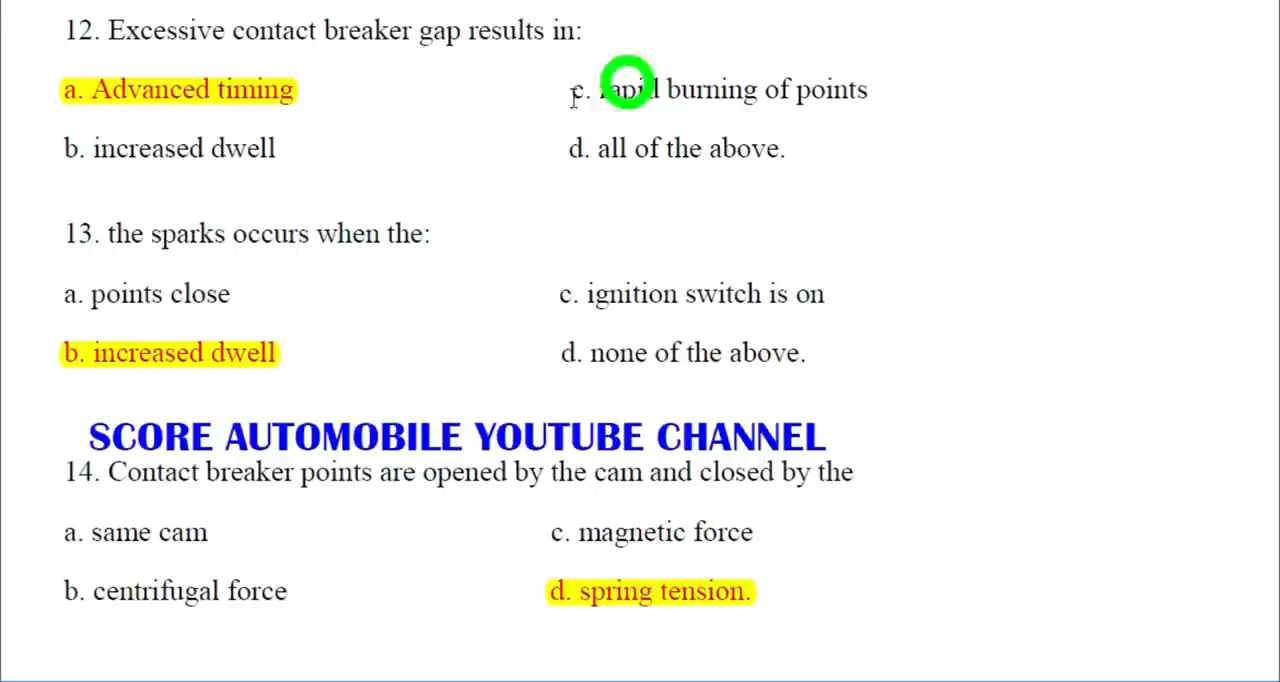 12. Excessive contact breaker gap results in:
a. Advanced timing c. rapid burning of points
b. increased dwell d. all of the above.
13. the sparks occurs when the:
a. points close c. ignition switch is on
b. increased dwell d. none of the above.
SCORE AUTOMOBILE YOUTUBE CHANNEL
14. Contact breaker points are opened by the cam and closed by the
a. same cam c. magnetic force
b. centrifugal force d. spring tension.